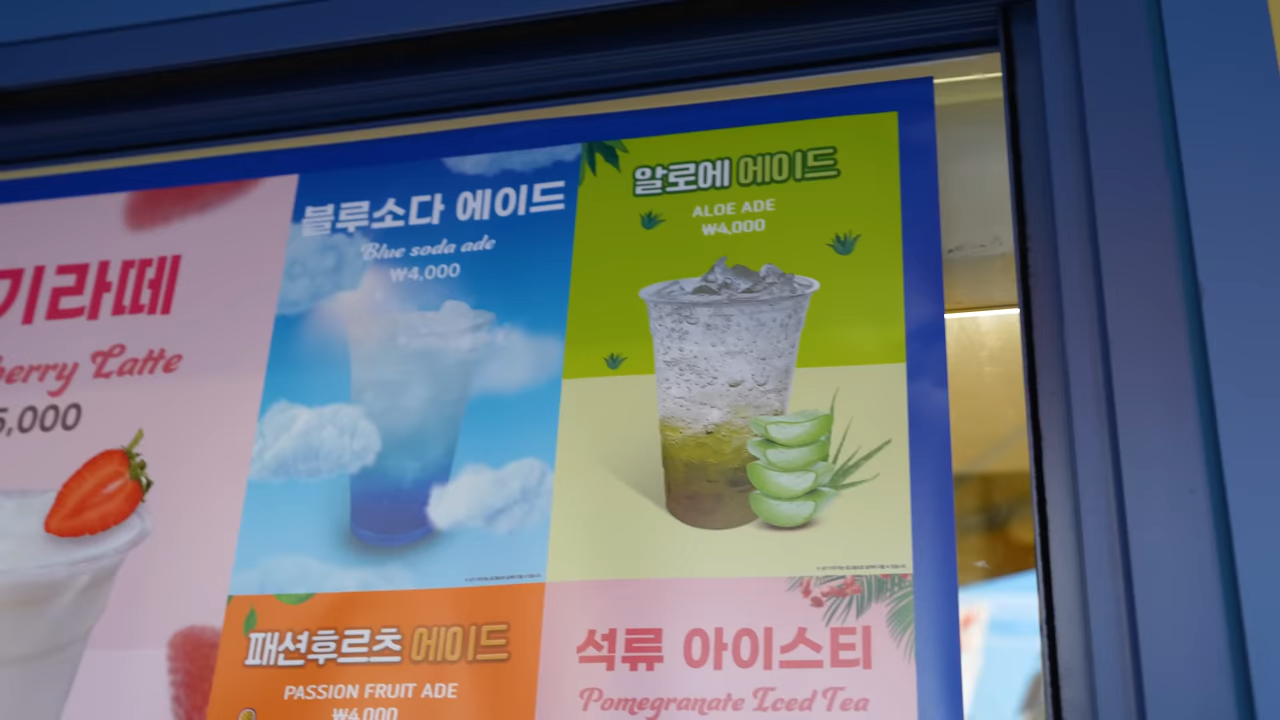 기라떼
berry Latte
5,000
블루소다 에이드
Blue soda ade
₩4,000
알로에 에이드
ALOE ADE
₩4,000
패션후르츠 에이드
PASSION FRUIT ADE
₩4,000
석류 아이스티
Pomegranate Iced Tea